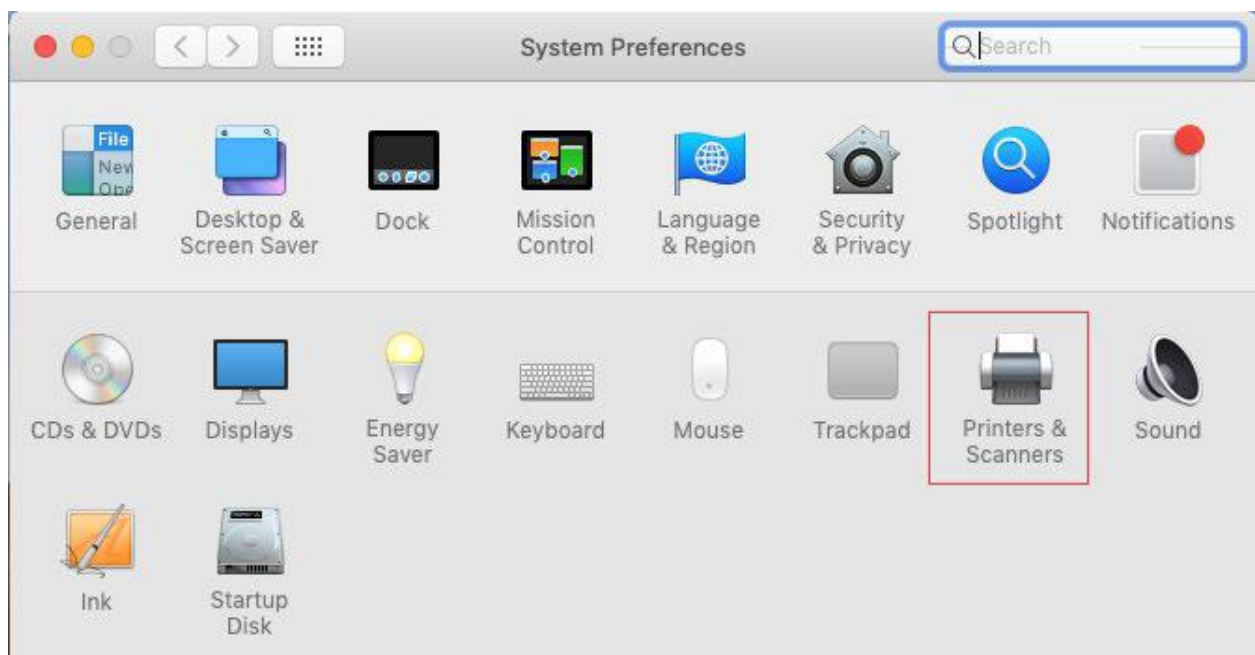 System Preferences
Search
File
New
Ope
General
Desktop &
Screen Saver
Dock
Mission
Control
Language
& Region
Security
& Privacy
Spotlight
Notifications
CDs & DVDs
Displays
Energy
Saver
Keyboard
Mouse
Trackpad
Printers &
Scanners
Sound
Ink
Startup
Disk